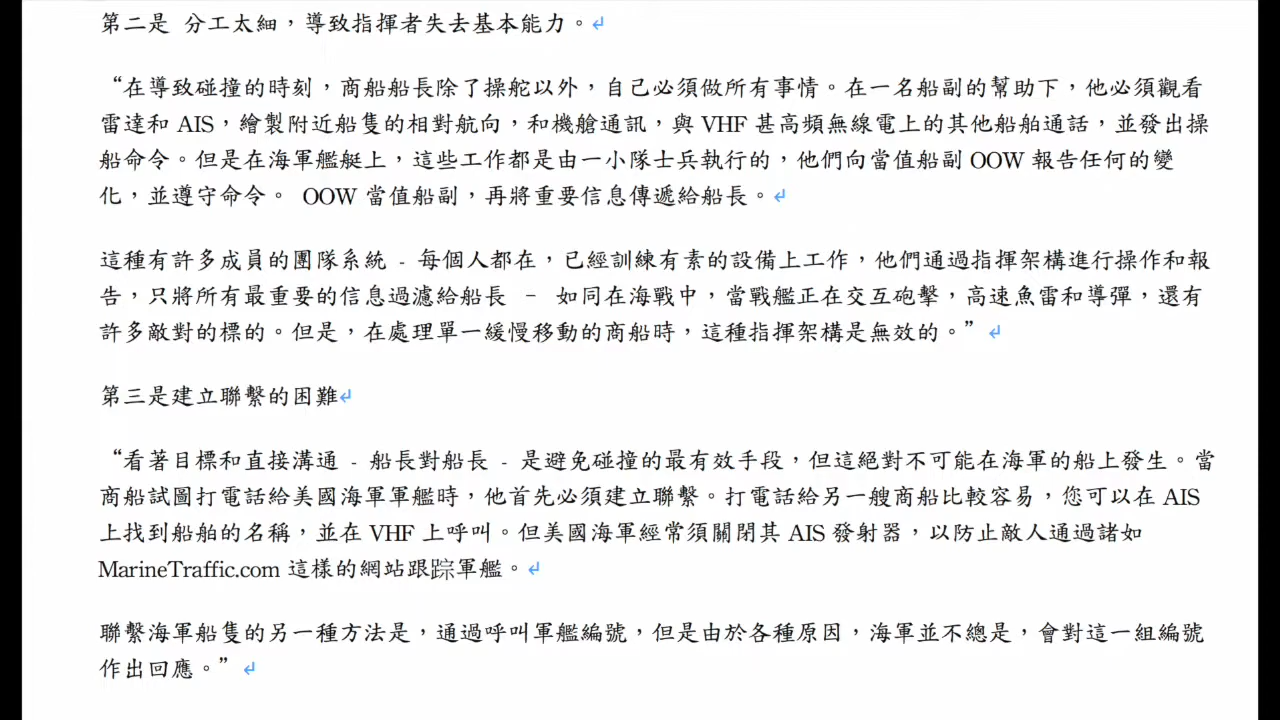 第二是 分工太細，導致指揮者失去基本能力。↲
“在導致碰撞的時刻，商船船長除了操舵以外，自己必須做所有事情。在一名船副的幫助下，他必須觀看
雷達和 AIS，繪製附近船隻的相對航向，和機艙通訊，與 VHF 甚高頻無線電上的其他船舶通話，並發出操
船命令。但是在海軍艦艇上，這些工作都是由一小隊士兵執行的，他們向當值船副 OOW 報告任何的變
化，並遵守命令。 OOW 當值船副，再將重要信息傳遞給船長。↲
這種有許多成員的團隊系統 - 每個人都在，已經訓練有素的設備上工作，他們通過指揮架構進行操作和報
告，只將所有最重要的信息過濾給船長 – 如同在海戰中，當戰艦正在交互砲擊，高速魚雷和導彈，還有
許多敵對的標的。但是，在處理單一緩慢移動的商船時，這種指揮架構是無效的。”↲
第三是建立聯繫的困難↲
“看著目標和直接溝通 - 船長對船長 - 是避免碰撞的最有效手段，但這絕對不可能在海軍的船上發生。當
商船試圖打電話給美國海軍軍艦時，他首先必須建立聯繫。打電話給另一艘商船比較容易，您可以在 AIS
上找到船舶的名稱，並在 VHF 上呼叫。但美國海軍經常須關閉其 AIS 發射器，以防止敵人通過諸如
MarineTraffic.com 這樣的網站跟踪軍艦。↲
聯繫海軍船隻的另一種方法是，通過呼叫軍艦編號，但是由於各種原因，海軍並不總是，會對這一組編號
作出回應。”↲